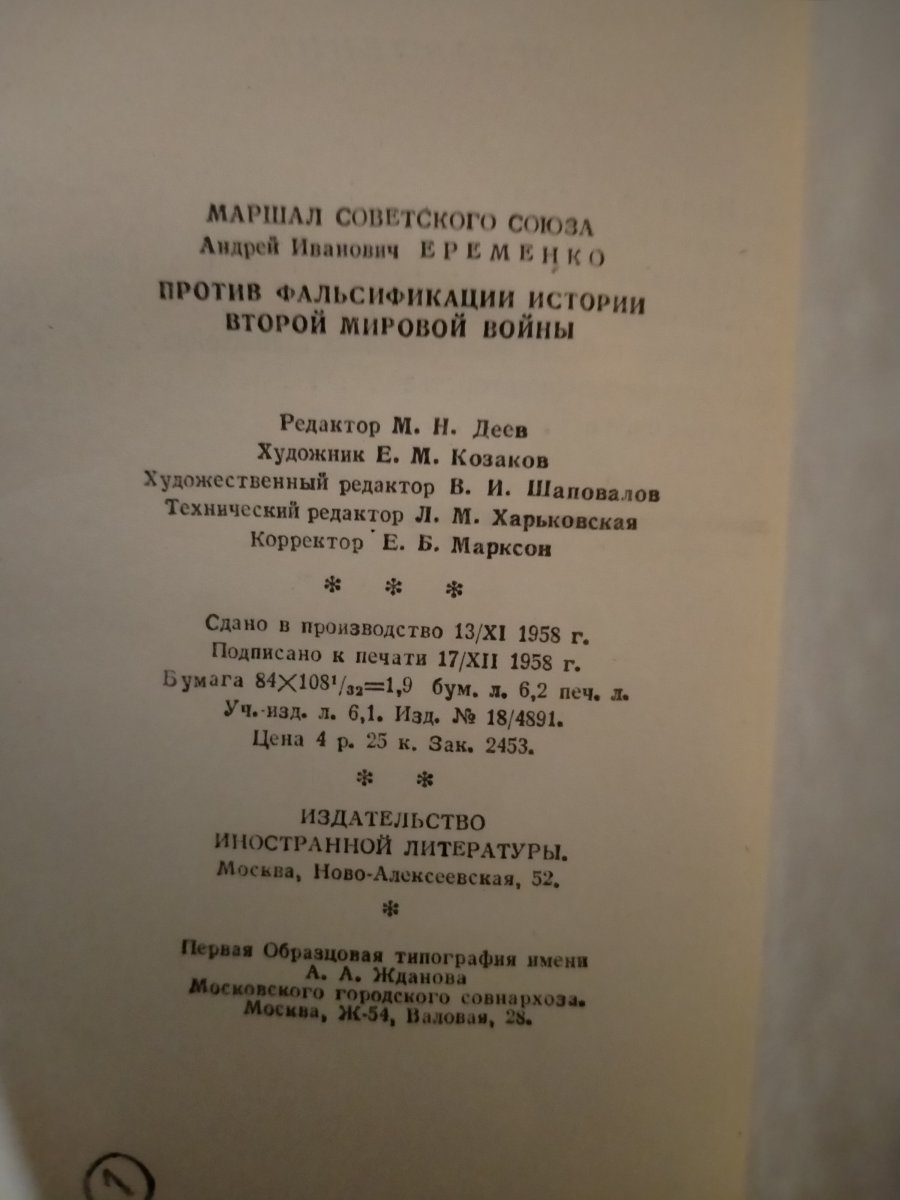 МАРШАЛ СОВЕТСКОГО СОЮЗА
Андрей Иванович ЕРЕМЕНКО
ПРОТИВ ФАЛЬСИФИКАЦИИ ИСТОРИИ
ВТОРОЙ МИРОВОЙ ВОЙНЫ
Редактор М. Н. Деев
Художник Е. М. Козаков
Художественный редактор В. И. Шаповалов
Технический редактор Л. М. Харьковская
Корректор Е. Б. Марксон
* * *
Сдано в производство 13/XI 1958 г.
Подписано к печати 17/XII 1958 г.
Бумага 84×108¹/₃₂=1,9 бум. л. 6,2 печ. л.
Уч.-изд. л. 6,1. Изд. № 18/4891.
Цена 4 р. 25 к. Зак. 2453.
* *
ИЗДАТЕЛЬСТВО
ИНОСТРАННОЙ ЛИТЕРАТУРЫ.
Москва, Ново-Алексеевская, 52.
*
Первая Образцовая типография имени
А. А. Жданова
Московского городского совнархоза.
Москва, Ж-54, Валовая, 28.
1